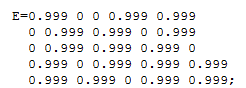 E=0.999 0 0 0.999 0.999
0 0.999 0.999 0 0.999
0 0.999 0.999 0.999 0
0.999 0 0.999 0.999 0.999
0.999 0.999 0 0.999 0.999;